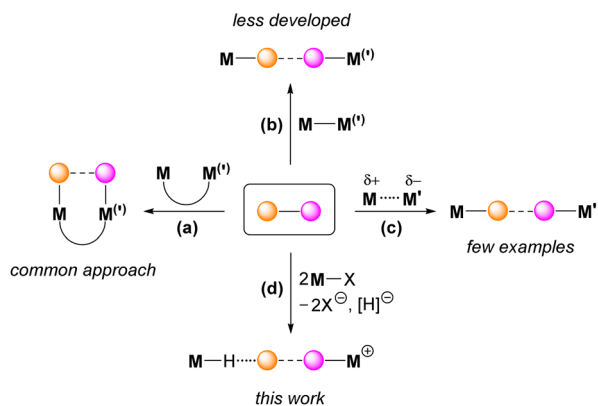 less developed
M M(')
(b) M—M(')
M M(')
δ+ δ−
M·····M'
M M(')
(a)
(c)
M M'
common approach
few examples
(d) 2M—X
−2X⊖, [H]⊖
M—H····· M⊕
this work